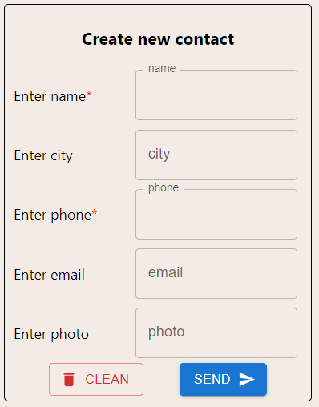 Create new contact
name
Enter name*
Enter city
city
phone
Enter phone*
Enter email
email
Enter photo
photo
CLEAN
SEND